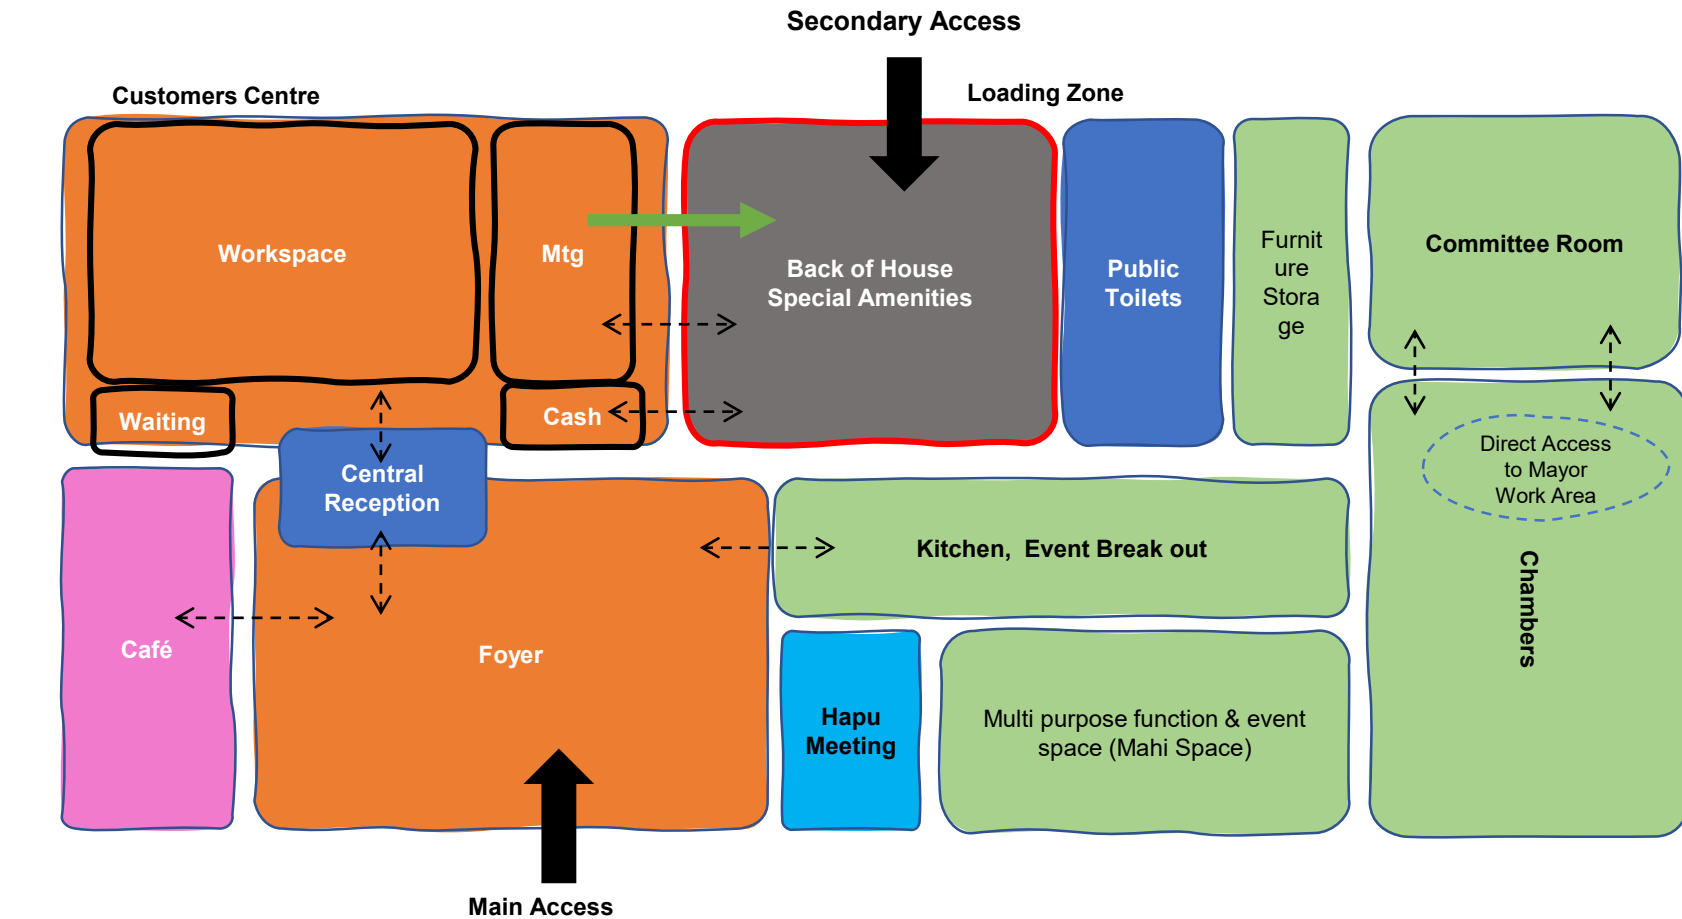 Secondary Access
Customers Centre
Loading Zone
Workspace
Mtg
Back of House
Special Amenities
Public
Toilets
Furnit
ure
Stora
ge
Committee Room
Waiting
Cash
Central
Reception
Direct Access
to Mayor
Work Area
Kitchen, Event Break out
Chambers
Café
Foyer
Hapu
Meeting
Multi purpose function & event
space (Mahi Space)
Main Access